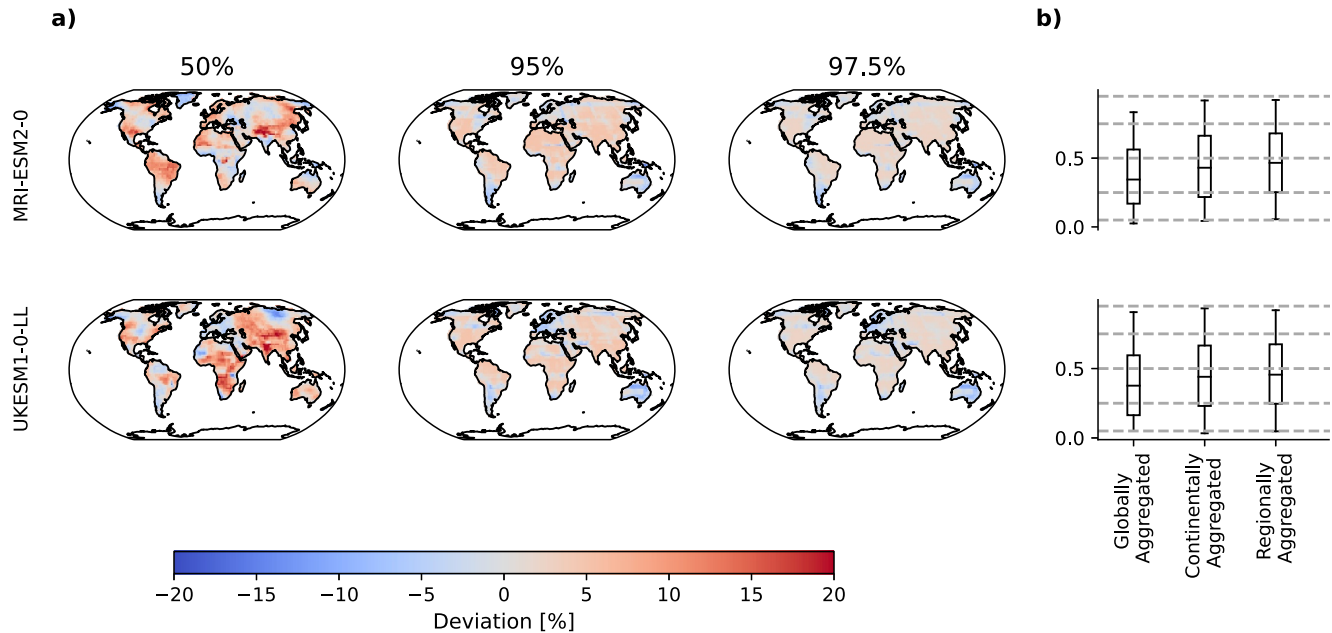 a)
b)
50%
95%
97.5%
MRI-ESM2-0
0.5
0.0
UKESM1-0-LL
0.5
0.0
Globally
Aggregated
Continentally
Aggregated
Regionally
Aggregated
−20
−15
−10
−5
0
5
10
15
20
Deviation [%]